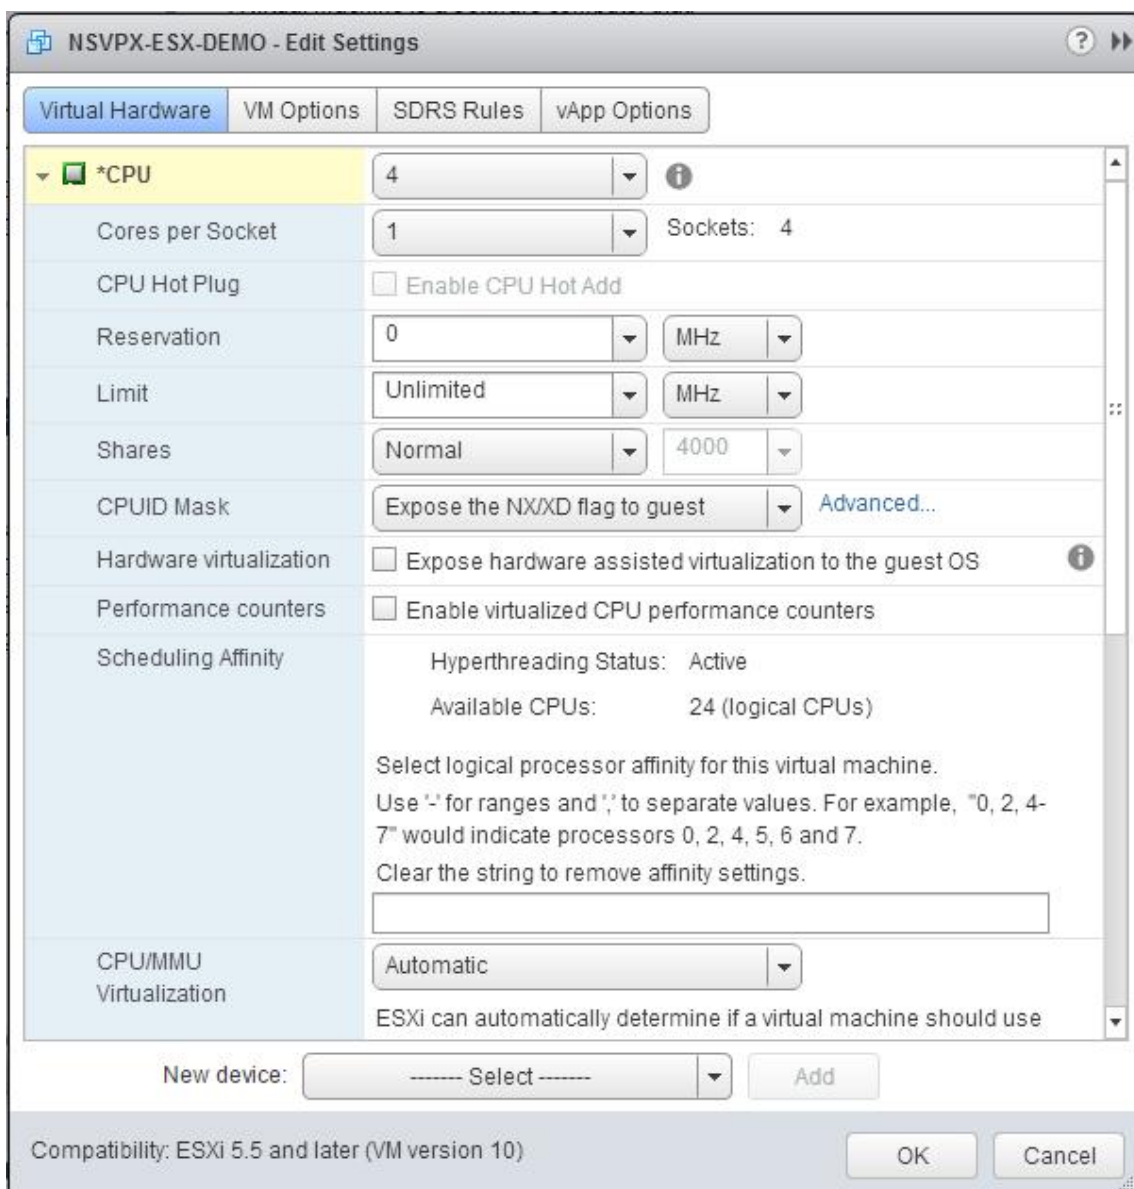 NSVPX-ESX-DEMO - Edit Settings
Virtual Hardware VM Options SDRS Rules vApp Options
*CPU 4
Cores per Socket 1 Sockets: 4
CPU Hot Plug Enable CPU Hot Add
Reservation 0 MHz
Limit Unlimited MHz
Shares Normal 4000
CPUID Mask Expose the NX/XD flag to guest Advanced...
Hardware virtualization Expose hardware assisted virtualization to the guest OS
Performance counters Enable virtualized CPU performance counters
Scheduling Affinity Hyperthreading Status: Active
Available CPUs: 24 (logical CPUs)
Select logical processor affinity for this virtual machine.
Use '-' for ranges and ',' to separate values. For example, "0, 2, 4-
7" would indicate processors 0, 2, 4, 5, 6 and 7.
Clear the string to remove affinity settings.
CPU/MMU
Virtualization
Automatic
ESXi can automatically determine if a virtual machine should use
New device: ------- Select ------- Add
Compatibility: ESXi 5.5 and later (VM version 10) OK Cancel